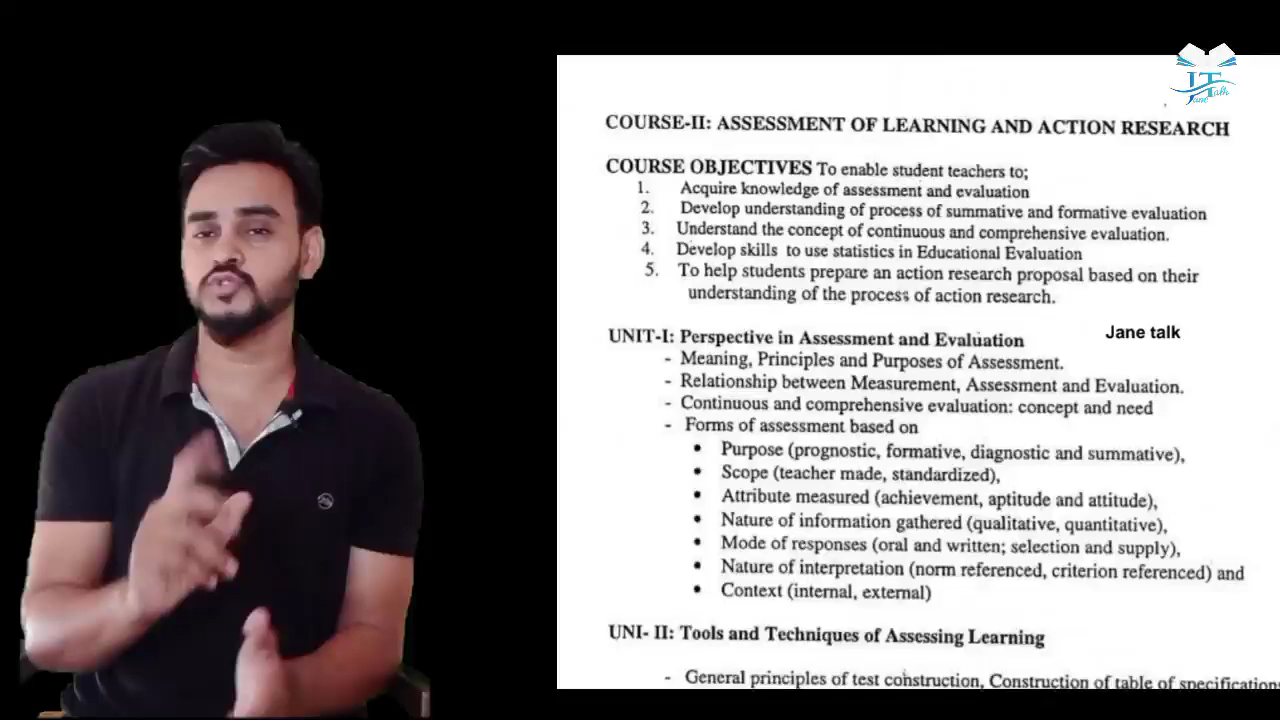 JT
Jane Talk
COURSE-II: ASSESSMENT OF LEARNING AND ACTION RESEARCH
COURSE OBJECTIVES To enable student teachers to;
1. Acquire knowledge of assessment and evaluation
2. Develop understanding of process of summative and formative evaluation
3. Understand the concept of continuous and comprehensive evaluation.
4. Develop skills to use statistics in Educational Evaluation
5. To help students prepare an action research proposal based on their
understanding of the process of action research.
UNIT-I: Perspective in Assessment and Evaluation
Jane talk
- Meaning, Principles and Purposes of Assessment.
- Relationship between Measurement, Assessment and Evaluation.
- Continuous and comprehensive evaluation: concept and need
- Forms of assessment based on
• Purpose (prognostic, formative, diagnostic and summative),
• Scope (teacher made, standardized),
• Attribute measured (achievement, aptitude and attitude),
• Nature of information gathered (qualitative, quantitative),
• Mode of responses (oral and written; selection and supply),
• Nature of interpretation (norm referenced, criterion referenced) and
• Context (internal, external)
UNI- II: Tools and Techniques of Assessing Learning
- General principles of test construction, Construction of table of specification